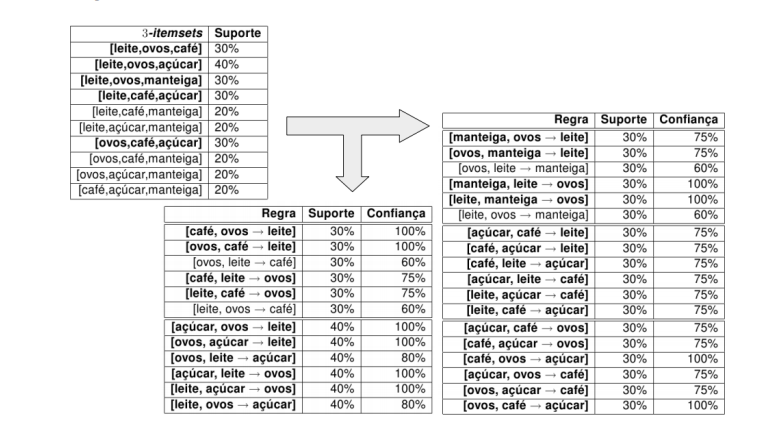 3-itemsets Suporte
[leite,ovos,café] 30%
[leite,ovos,açúcar] 40%
[leite,ovos,manteiga] 30%
[leite,café,açúcar] 30%
[leite,café,manteiga] 20%
[leite,açúcar,manteiga] 20%
[ovos,café,açúcar] 30%
[ovos,café,manteiga] 20%
[ovos,açúcar,manteiga] 20%
[café,açúcar,manteiga] 20%
Regra Suporte Confiança
[café, ovos → leite] 30% 100%
[ovos, café → leite] 30% 100%
[ovos, leite → café] 30% 60%
[café, leite → ovos] 30% 75%
[leite, café → ovos] 30% 75%
[leite, ovos → café] 30% 60%
[açúcar, ovos → leite] 40% 100%
[ovos, açúcar → leite] 40% 100%
[ovos, leite → açúcar] 40% 80%
[açúcar, leite → ovos] 40% 100%
[leite, açúcar → ovos] 40% 100%
[leite, ovos → açúcar] 40% 80%
Regra Suporte Confiança
[manteiga, ovos → leite] 30% 75%
[ovos, manteiga → leite] 30% 75%
[ovos, leite → manteiga] 30% 60%
[manteiga, leite → ovos] 30% 100%
[leite, manteiga → ovos] 30% 100%
[leite, ovos → manteiga] 30% 60%
[açúcar, café → leite] 30% 75%
[café, açúcar → leite] 30% 75%
[café, leite → açúcar] 30% 75%
[açúcar, leite → café] 30% 75%
[leite, açúcar → café] 30% 75%
[leite, café → açúcar] 30% 75%
[açúcar, café → ovos] 30% 75%
[café, açúcar → ovos] 30% 75%
[café, ovos → açúcar] 30% 100%
[açúcar, ovos → café] 30% 75%
[ovos, açúcar → café] 30% 75%
[ovos, café → açúcar] 30% 100%